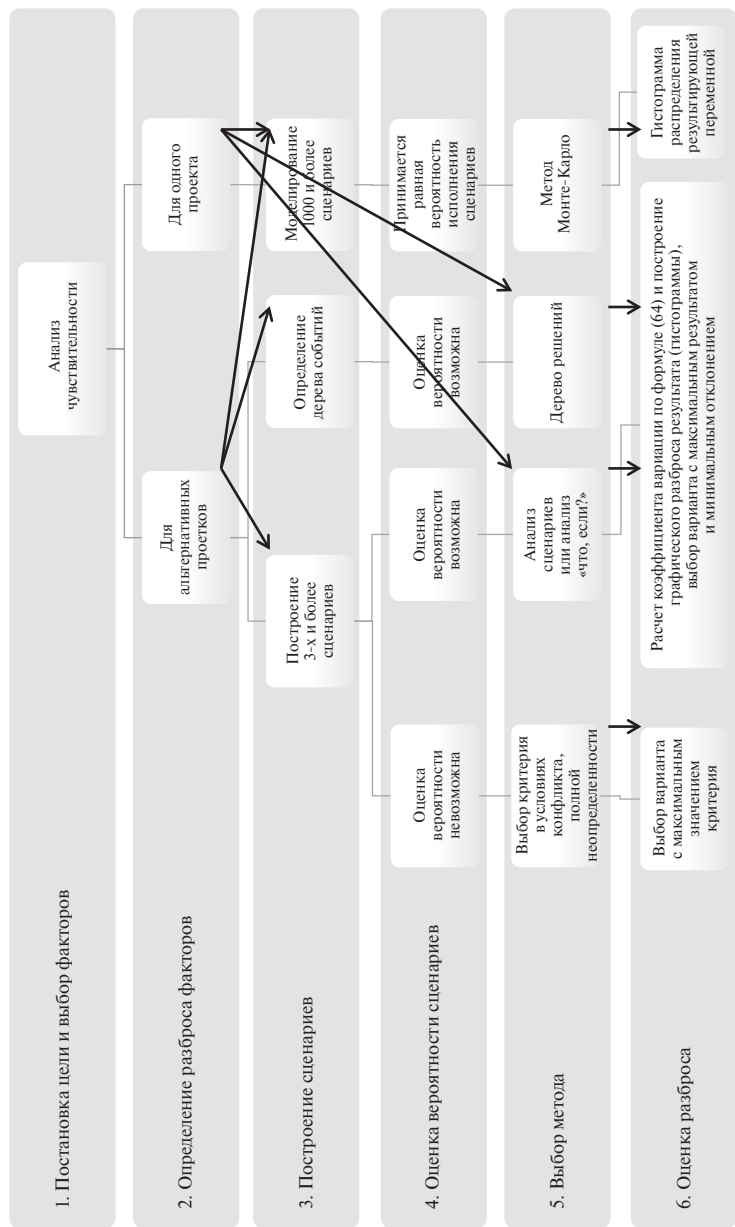 1. Постановка цели и выбор факторов
Анализ
чувствительности
2. Определение разброса факторов
Для
альтернативных
проетков
Для одного
проекта
3. Построение сценариев
Построение
3-х и более
сценариев
Определение
дерева событий
Моделирование
1000 и более
сценариев
4. Оценка вероятности сценариев
Оценка
вероятности
невозможна
Оценка
вероятности
возможна
Оценка
вероятности
возможна
Принимается
равная
вероятность
исполнения
сценариев
5. Выбор метода
Выбор критерия
в условиях
конфликта,
полной
неопределенности
Анализ
сценариев
или анализ
«что, если?»
Дерево решений
Метод
Монте-Карло
6. Оценка разброса
Выбор варианта
с максимальным
значением
критерия
Расчет коэффициента вариации по формуле (64) и построение
графического разброса результата (гистограммы),
выбор варианта с максимальным результатом
и минимальным отклонением
Гистограмма
распределения
результирующей
переменной